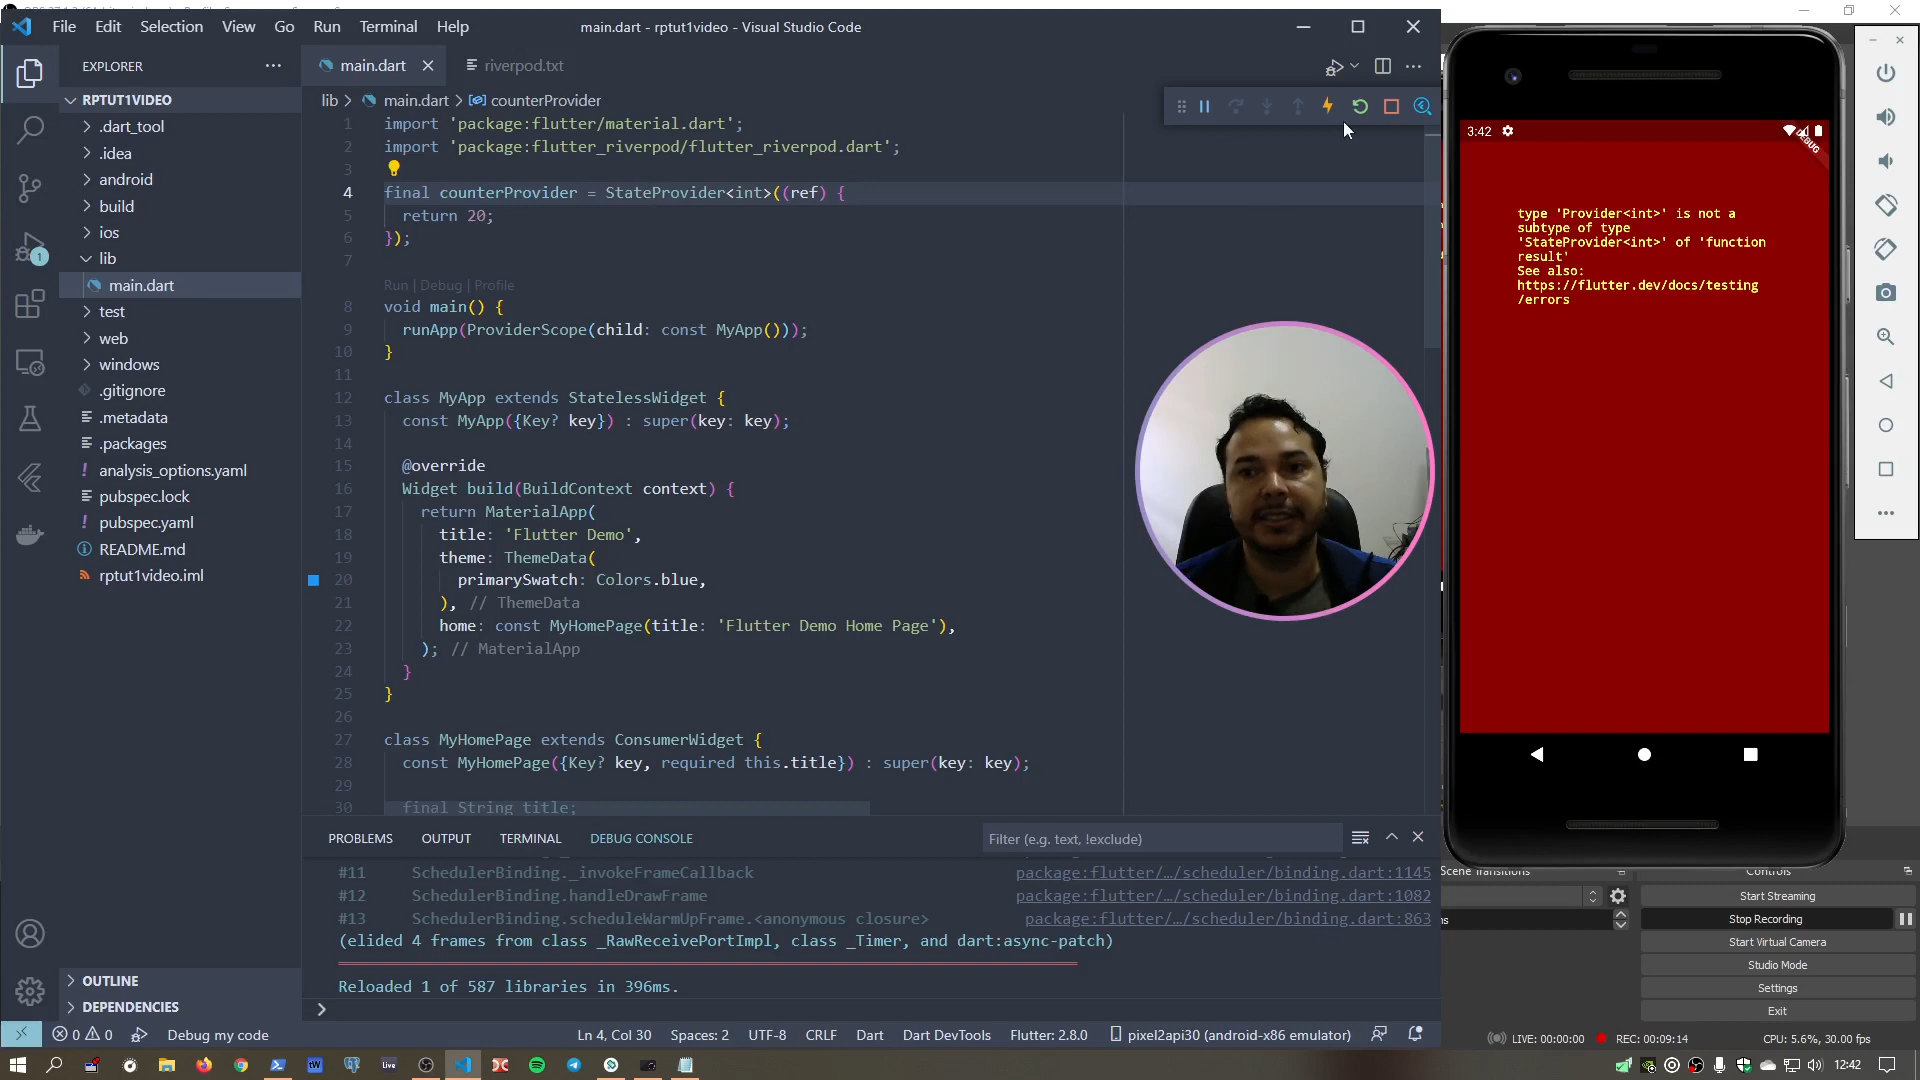 File Edit Selection View Go Run Terminal Help
main.dart - rptut1video - Visual Studio Code
EXPLORER
RPTUT1VIDEO
.dart_tool
.idea
android
build
ios
lib
main.dart
test
web
windows
.gitignore
.metadata
.packages
analysis_options.yaml
pubspec.lock
pubspec.yaml
README.md
rptut1video.iml
OUTLINE
DEPENDENCIES
main.dart
riverpod.txt
lib > main.dart > counterProvider
1 import 'package:flutter/material.dart';
2 import 'package:flutter_riverpod/flutter_riverpod.dart';
3
4 final counterProvider = StateProvider<int>((ref) {
5 return 20;
6 });
7
Run | Debug | Profile
8 void main() {
9 runApp(ProviderScope(child: const MyApp()));
10 }
11
12 class MyApp extends StatelessWidget {
13 const MyApp({Key? key}) : super(key: key);
14
15 @override
16 Widget build(BuildContext context) {
17 return MaterialApp(
18 title: 'Flutter Demo',
19 theme: ThemeData(
20 primarySwatch: Colors.blue,
21 ), // ThemeData
22 home: const MyHomePage(title: 'Flutter Demo Home Page'),
23 ); // MaterialApp
24 }
25 }
26
27 class MyHomePage extends ConsumerWidget {
28 const MyHomePage({Key? key, required this.title}) : super(key: key);
29
30 final String title;
PROBLEMS OUTPUT TERMINAL DEBUG CONSOLE
Filter (e.g. text, !exclude)
#11 SchedulerBinding._invokeFrameCallback package:flutter/…/scheduler/binding.dart:1145
#12 SchedulerBinding.handleDrawFrame package:flutter/…/scheduler/binding.dart:1082
#13 SchedulerBinding.scheduleWarmUpFrame.<anonymous closure> package:flutter/…/scheduler/binding.dart:863
(elided 4 frames from class _RawReceivePortImpl, class _Timer, and dart:async-patch)
Reloaded 1 of 587 libraries in 396ms.
1
0 0 Debug my code Ln 4, Col 30 Spaces: 2 UTF-8 CRLF Dart Dart DevTools Flutter: 2.8.0 pixel2api30 (android-x86 emulator)
3:42
DEBUG
type 'Provider<int>' is not a
subtype of type
'StateProvider<int>' of 'function
result'
See also:
https://flutter.dev/docs/testing
/errors
Scene Transitions
Controls
Start Streaming
Stop Recording
Start Virtual Camera
Studio Mode
Settings
Exit
LIVE: 00:00:00 REC: 00:09:14 CPU: 5.6%, 30.00 fps
tW
Live
12:42